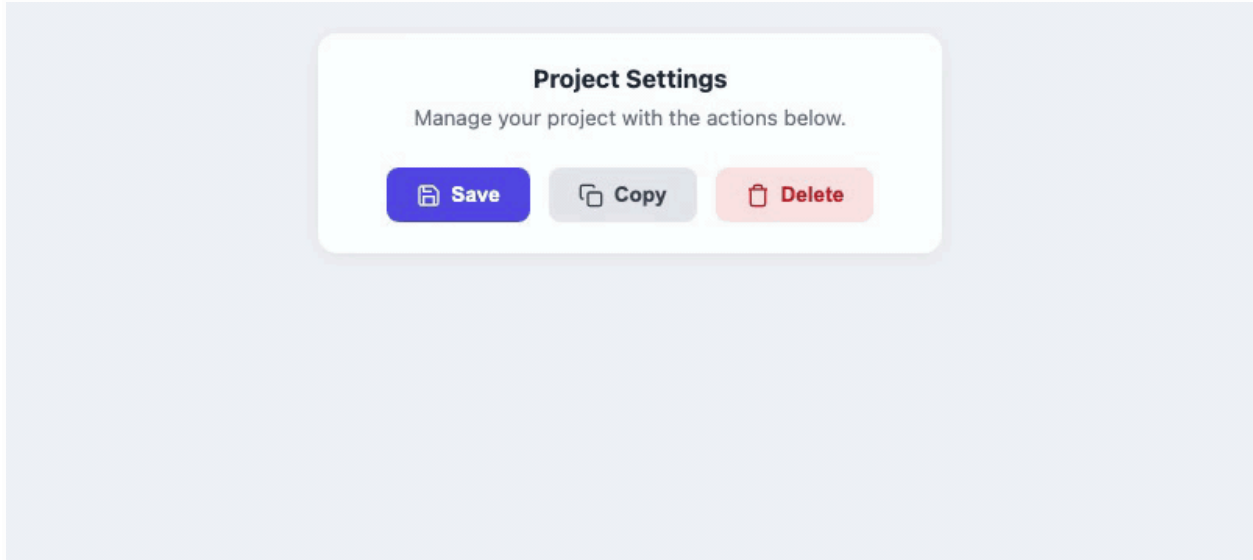 Project Settings
Manage your project with the actions below.
Save
Copy
Delete